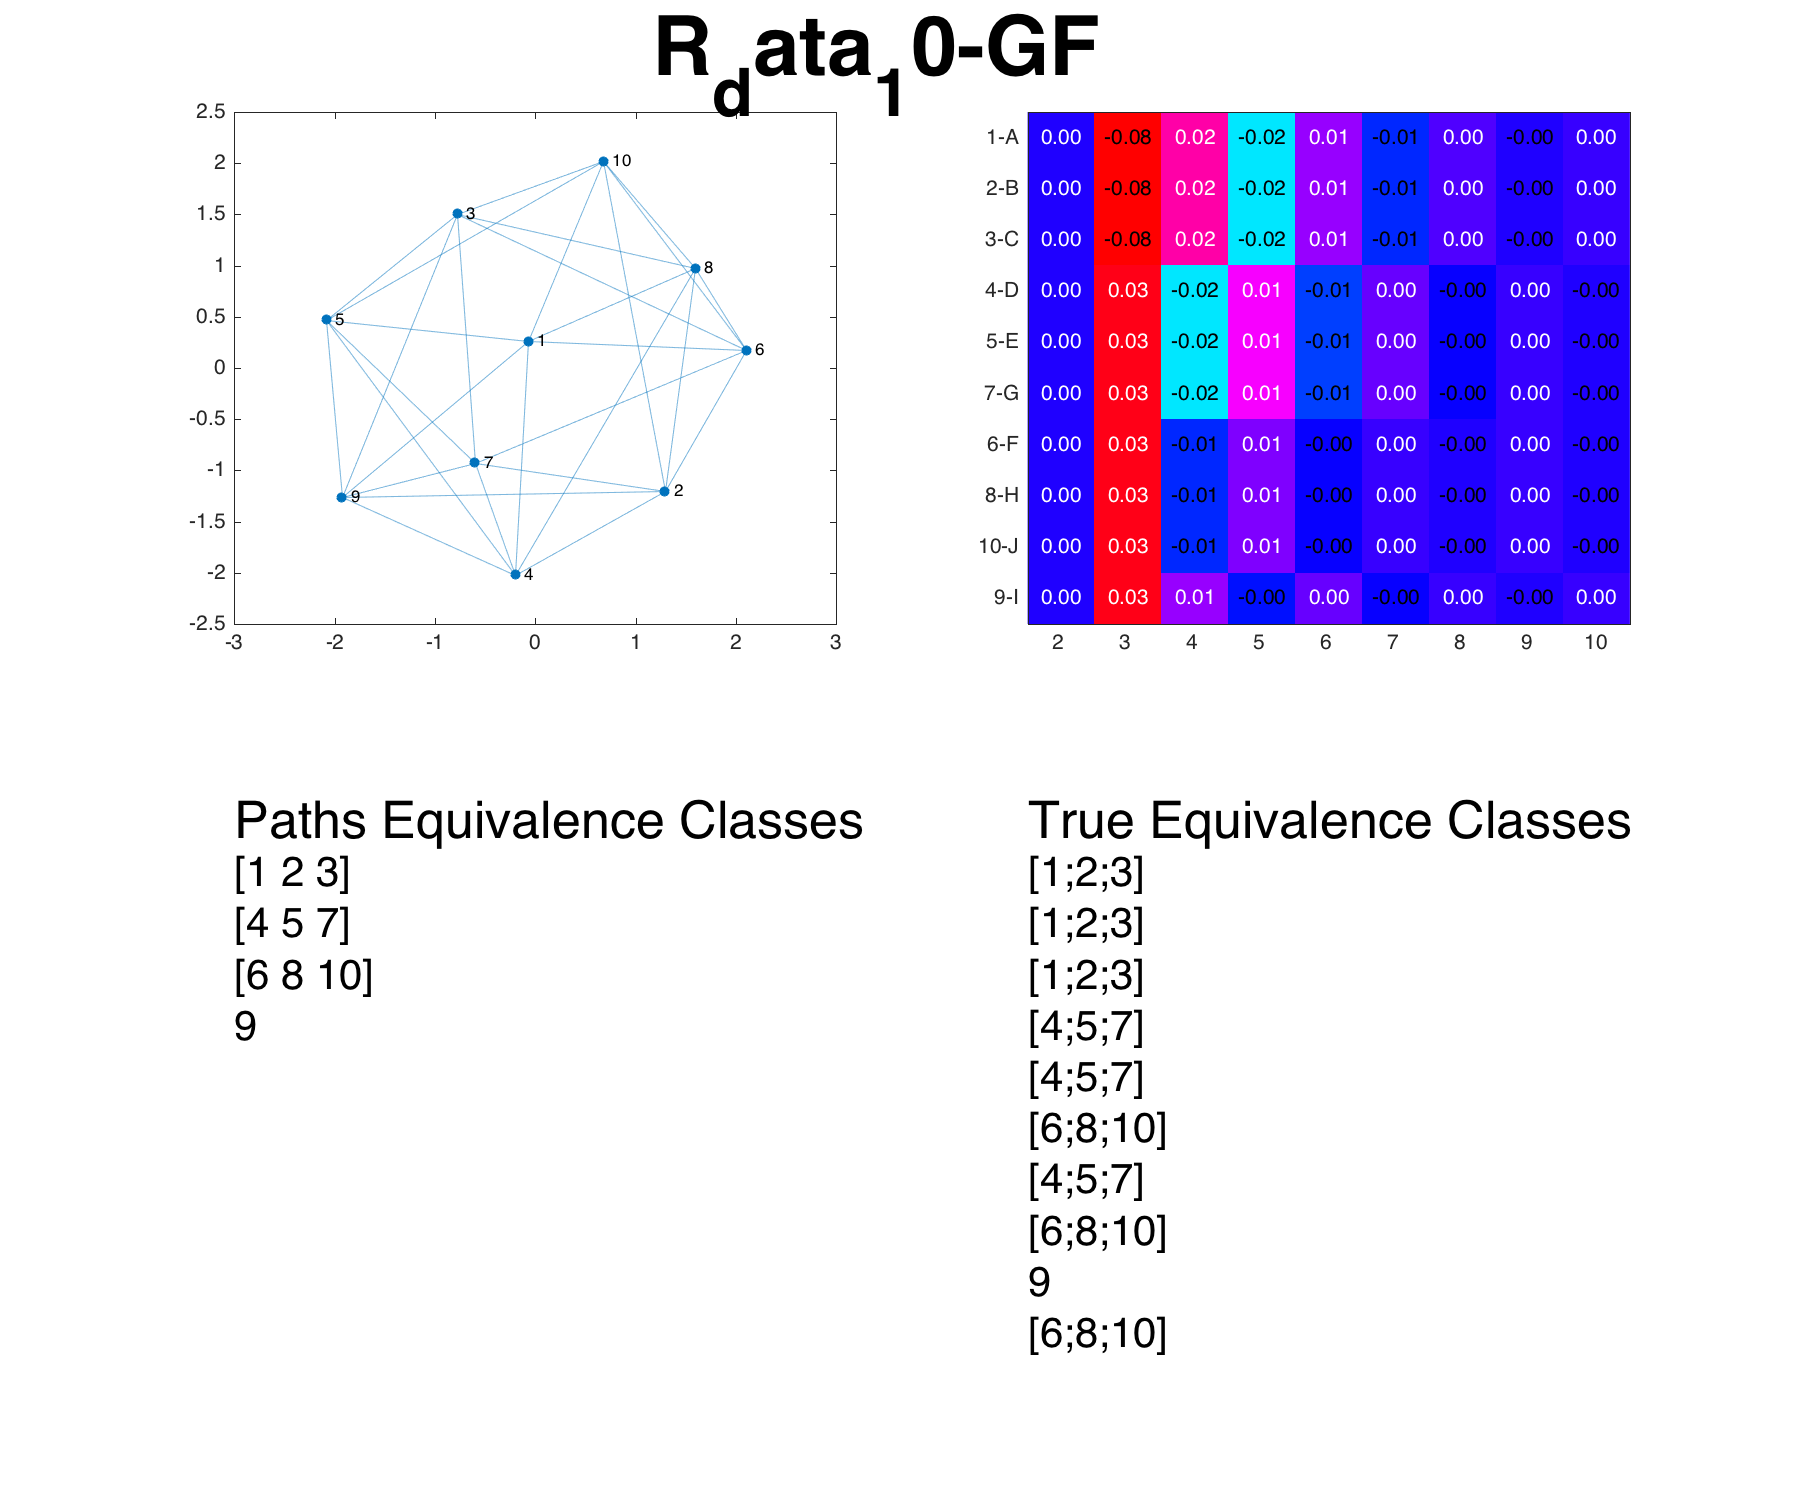 R_data_10-GF
2.5
2
1.5
1
0.5
0
-0.5
-1
-1.5
-2
-2.5
-3 -2 -1 0 1 2 3
10
3
8
5
1
6
7
9
2
4
1-A 0.00 -0.08 0.02 -0.02 0.01 -0.01 0.00 -0.00 0.00
2-B 0.00 -0.08 0.02 -0.02 0.01 -0.01 0.00 -0.00 0.00
3-C 0.00 -0.08 0.02 -0.02 0.01 -0.01 0.00 -0.00 0.00
4-D 0.00 0.03 -0.02 0.01 -0.01 0.00 -0.00 0.00 -0.00
5-E 0.00 0.03 -0.02 0.01 -0.01 0.00 -0.00 0.00 -0.00
7-G 0.00 0.03 -0.02 0.01 -0.01 0.00 -0.00 0.00 -0.00
6-F 0.00 0.03 -0.01 0.01 -0.00 0.00 -0.00 0.00 -0.00
8-H 0.00 0.03 -0.01 0.01 -0.00 0.00 -0.00 0.00 -0.00
10-J 0.00 0.03 -0.01 0.01 -0.00 0.00 -0.00 0.00 -0.00
9-I 0.00 0.03 0.01 -0.00 0.00 -0.00 0.00 -0.00 0.00
2 3 4 5 6 7 8 9 10
Paths Equivalence Classes
[1 2 3]
[4 5 7]
[6 8 10]
9
True Equivalence Classes
[1;2;3]
[1;2;3]
[1;2;3]
[4;5;7]
[4;5;7]
[6;8;10]
[4;5;7]
[6;8;10]
9
[6;8;10]